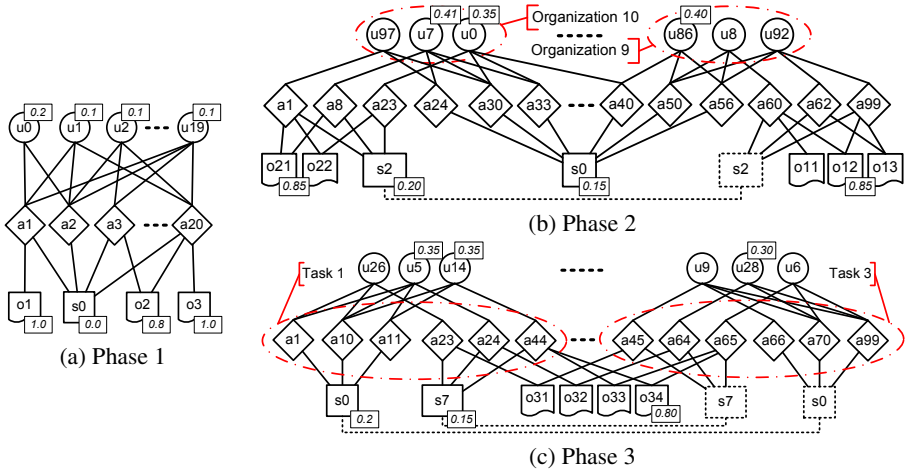 0.2 0.1 0.1 0.1
u0 u1 u2 u19
a1 a2 a3 a20
o1 s0 o2 o3
1.0 0.0 0.8 1.0
(a) Phase 1
0.41 0.35 Organization 10 0.40
u97 u7 u0 Organization 9 u86 u8 u92
a1 a8 a23 a24 a30 a33 a40 a50 a56 a60 a62 a99
o21 o22 s2 s0 s2 o11 o12 o13
0.85 0.20 0.15 0.85
(b) Phase 2
0.35 0.35 0.30
Task 1 u26 u5 u14 u9 u28 u6 Task 3
a1 a10 a11 a23 a24 a44 a45 a64 a65 a66 a70 a99
s0 s7 o31 o32 o33 o34 s7 s0
0.2 0.15 0.80
(c) Phase 3